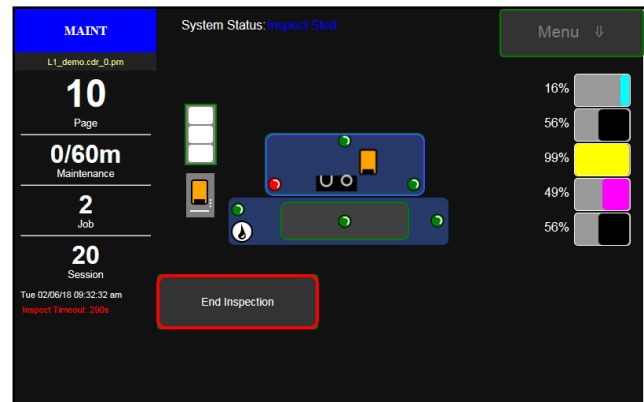 MAINT
System Status: Inspect Sled
Menu ⇓
L1_demo.cdr_0.prn
10
Page
0/60m
Maintenance
2
Job
20
Session
Tue 02/06/18 09:32:32 am
Inspect Timeout: 290s
16%
56%
99%
49%
56%
End Inspection